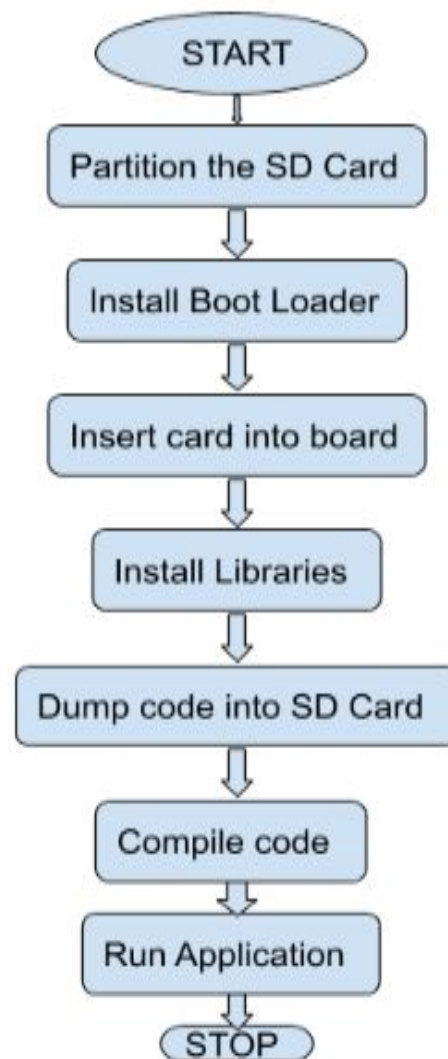 START
Partition the SD Card
Install Boot Loader
Insert card into board
Install Libraries
Dump code into SD Card
Compile code
Run Application
STOP